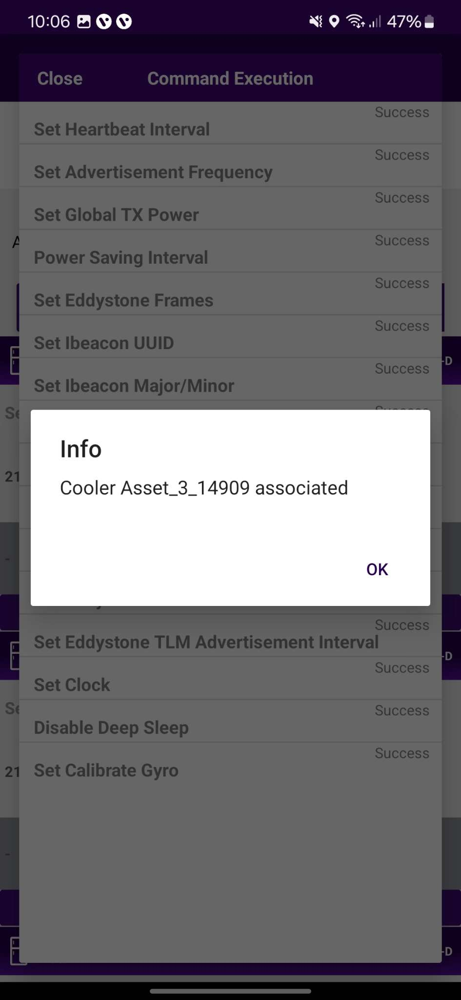 10:06
47%
Close
Command Execution
Success
Set Heartbeat Interval
Success
Set Advertisement Frequency
Success
Set Global TX Power
Success
Power Saving Interval
Success
Set Eddystone Frames
Success
Set Ibeacon UUID
-D
Success
Set Ibeacon Major/Minor
Info
Cooler Asset_3_14909 associated
21
-
OK
Success
Set Eddystone TLM Advertisement Interval
-D
Success
Set Clock
Success
Disable Deep Sleep
Success
21
Set Calibrate Gyro
-
-D